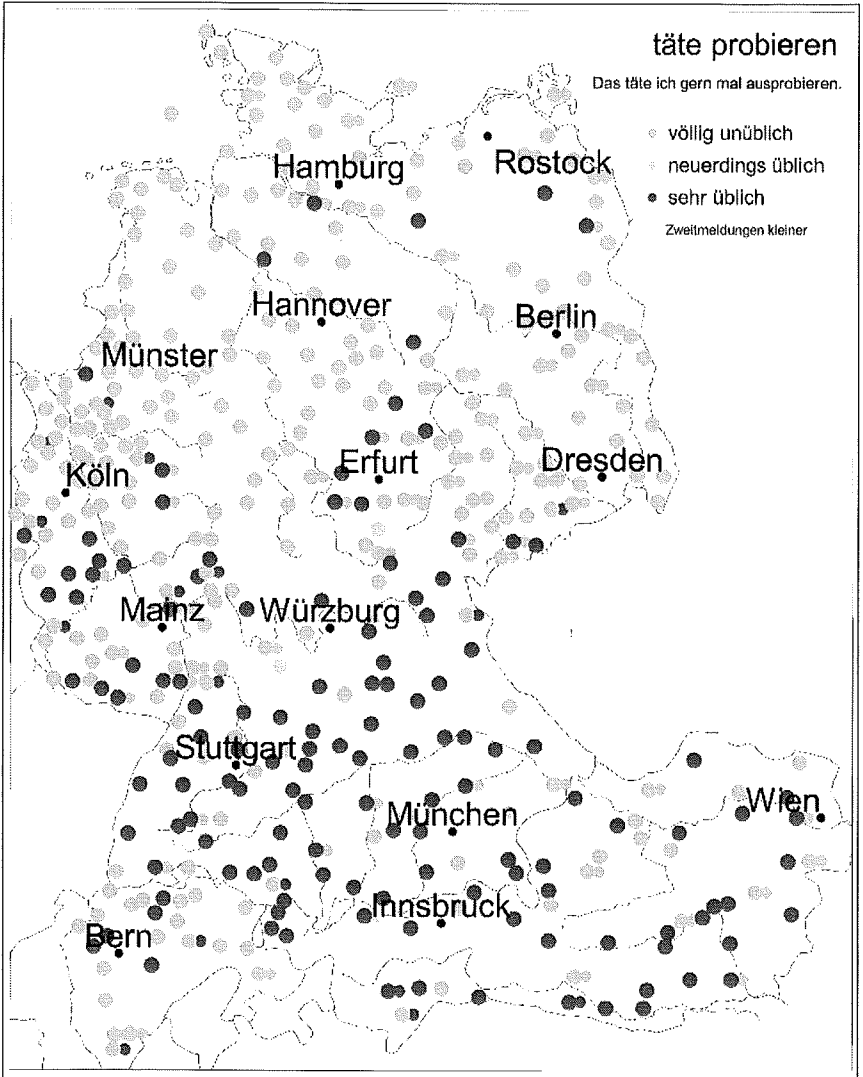 täte probieren
Das täte ich gern mal ausprobieren.
völlig unüblich
neuerdings üblich
sehr üblich
Zweitmeldungen kleiner
Hamburg
Rostock
Hannover
Berlin
Münster
Köln
Erfurt
Dresden
Mainz
Würzburg
Stuttgart
München
Wien
Innsbruck
Bern